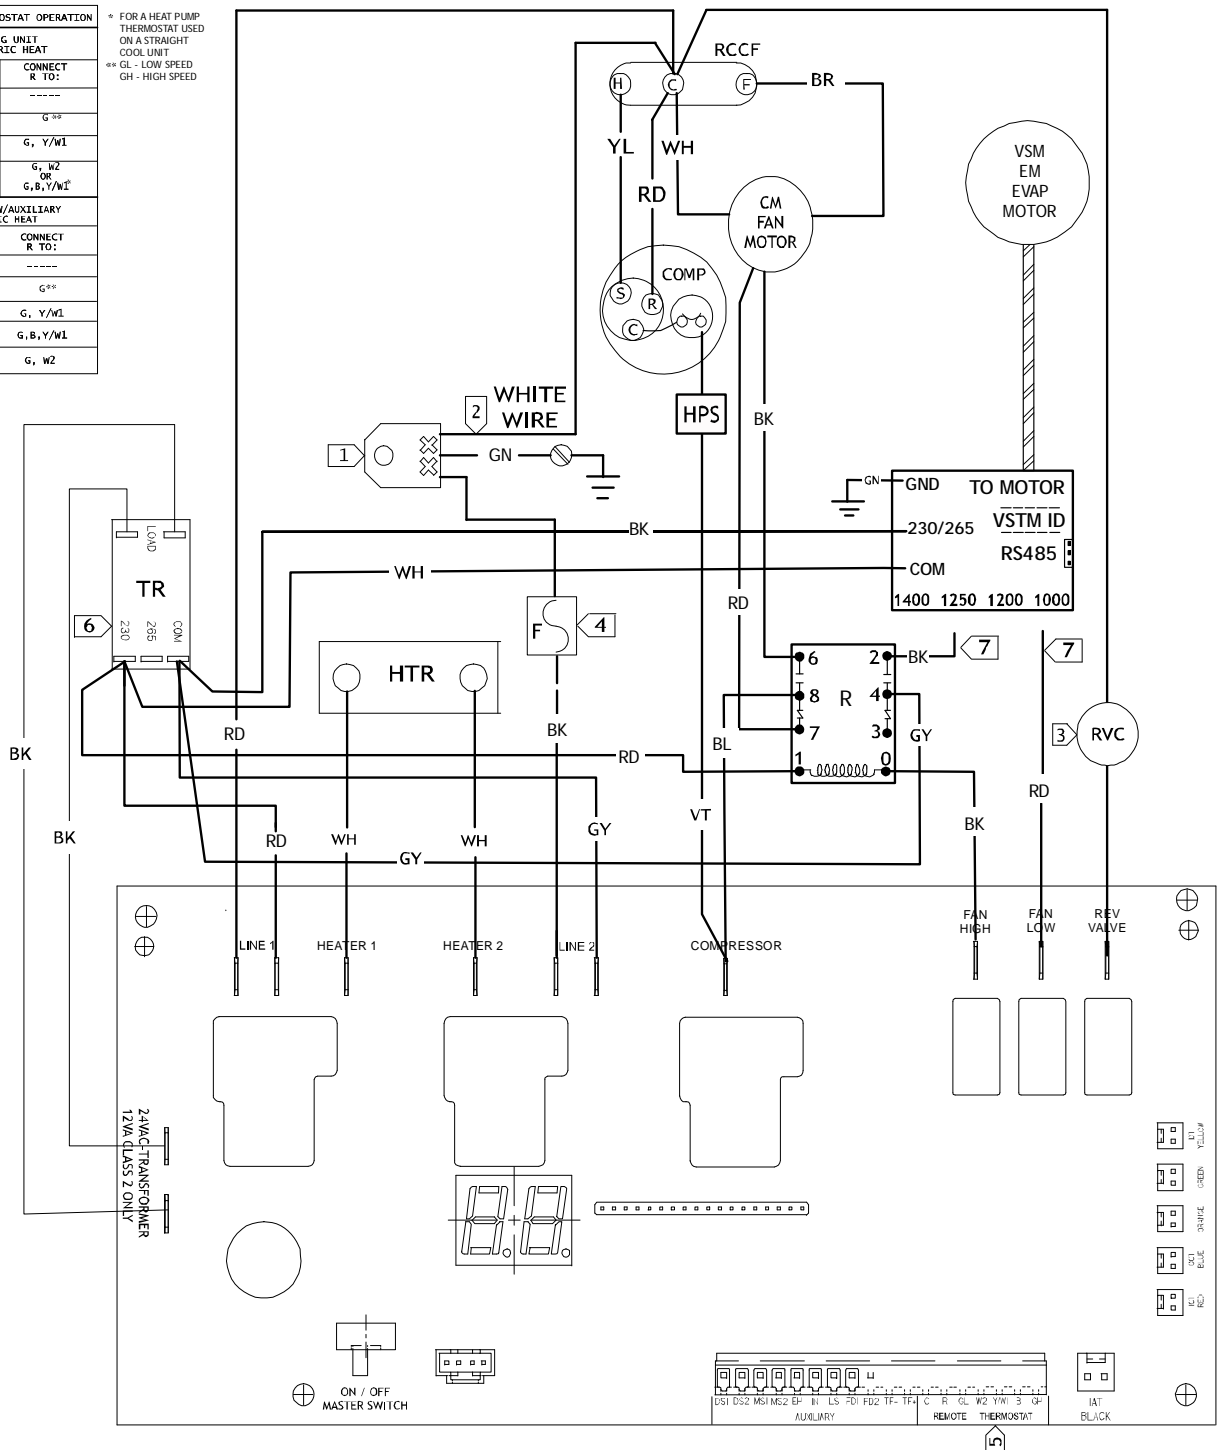 OSTAT OPERATION
G UNIT
RIC HEAT
CONNECT
R TO:
-----
G **
G, Y/W1
G, W2
OR
G,B,Y/W1*
W/AUXILIARY
IC HEAT
CONNECT
R TO:
-----
G**
G, Y/W1
G,B,Y/W1
G, W2
* FOR A HEAT PUMP
THERMOSTAT USED
ON A STRAIGHT
COOL UNIT
** GL - LOW SPEED
GH - HIGH SPEED
RCCF
H
C
F
BR
YL
WH
RD
CM
FAN
MOTOR
VSM
EM
EVAP
MOTOR
COMP
S
R
C
HPS
BK
WHITE
WIRE
2
1
GN
GN
GND
TO MOTOR
VSTM ID
230/265
RS485
COM
1400 1250 1200 1000
BK
WH
LOAD
TR
6
230
265
COM
F
4
HTR
RD
6
2
BK
7
7
8
R
4
7
3
1
0
GY
3
RVC
BK
RD
BK
RD
BL
VT
RD
BK
BK
RD
WH
WH
GY
GY
LINE 1
HEATER 1
HEATER 2
LINE 2
COMPRESSOR
FAN
HIGH
FAN
LOW
REV
VALVE
24VAC-TRANSFORMER
12VA CLASS 2 ONLY
YELLOW
GREEN
ORANGE
BLUE
RED
ON / OFF
MASTER SWITCH
DS1 DS2 MS1 MS2 EH IN LS FD1 FD2 TF- TF+ C R GL W2 Y/W1 B GH
AUXILIARY
REMOTE THERMOSTAT
5
IAT
BLACK